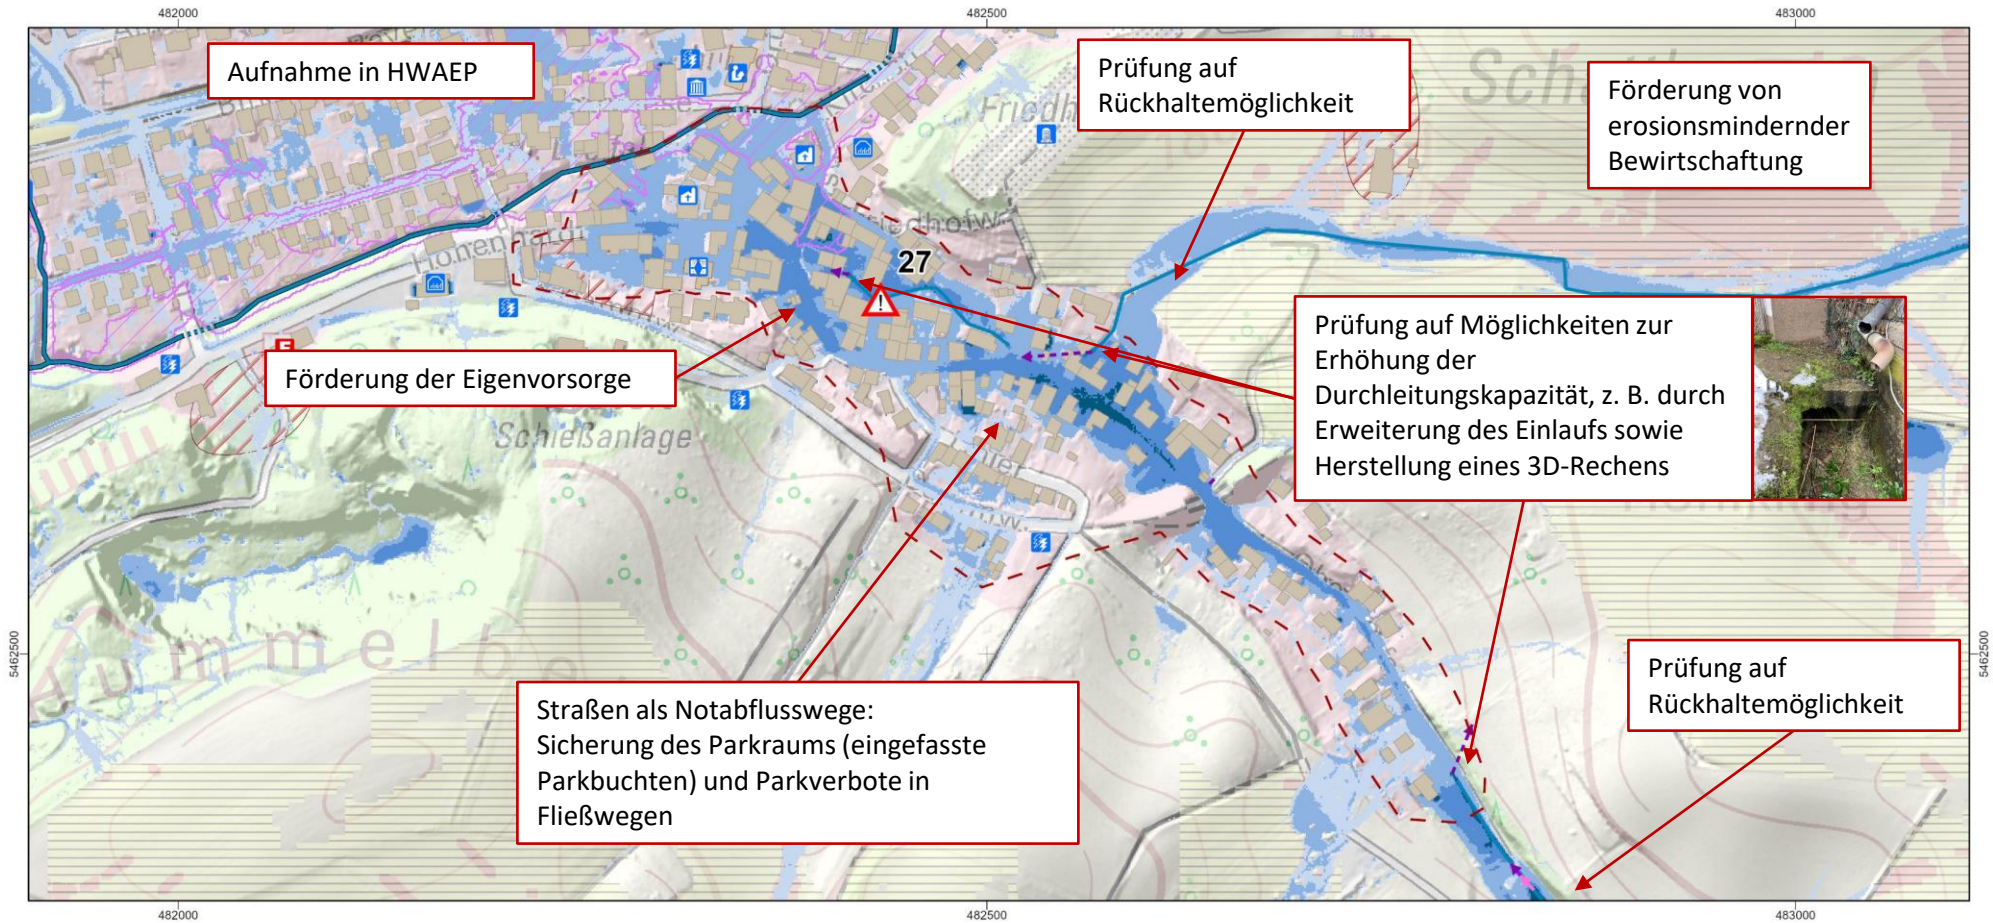 482000
482500
483000
Aufnahme in HWAEP
Prüfung auf
Rückhaltemöglichkeit
Förderung von
erosionsmindernder
Bewirtschaftung
Friedh
27
Hohenhardt
Förderung der Eigenvorsorge
Schießanlage
Prüfung auf Möglichkeiten zur
Erhöhung der
Durchleitungskapazität, z. B. durch
Erweiterung des Einlaufs sowie
Herstellung eines 3D-Rechens
5462500
5462500
Straßen als Notabflusswege:
Sicherung des Parkraums (eingefasste
Parkbuchten) und Parkverbote in
Fließwegen
Prüfung auf
Rückhaltemöglichkeit
482000
482500
483000